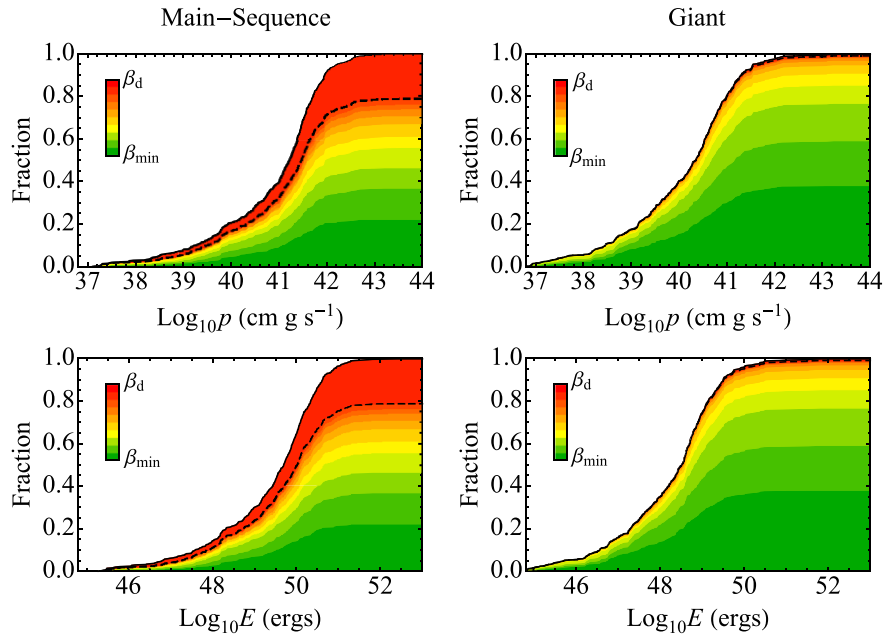 Main−Sequence
Giant
Fraction
1.0
0.8
0.6
0.4
0.2
0.0
β_d
β_min
37 38 39 40 41 42 43 44
Log₁₀p (cm g s⁻¹)
Fraction
1.0
0.8
0.6
0.4
0.2
0.0
β_d
β_min
37 38 39 40 41 42 43 44
Log₁₀p (cm g s⁻¹)
Fraction
1.0
0.8
0.6
0.4
0.2
0.0
β_d
β_min
46 48 50 52
Log₁₀E (ergs)
Fraction
1.0
0.8
0.6
0.4
0.2
0.0
β_d
β_min
46 48 50 52
Log₁₀E (ergs)